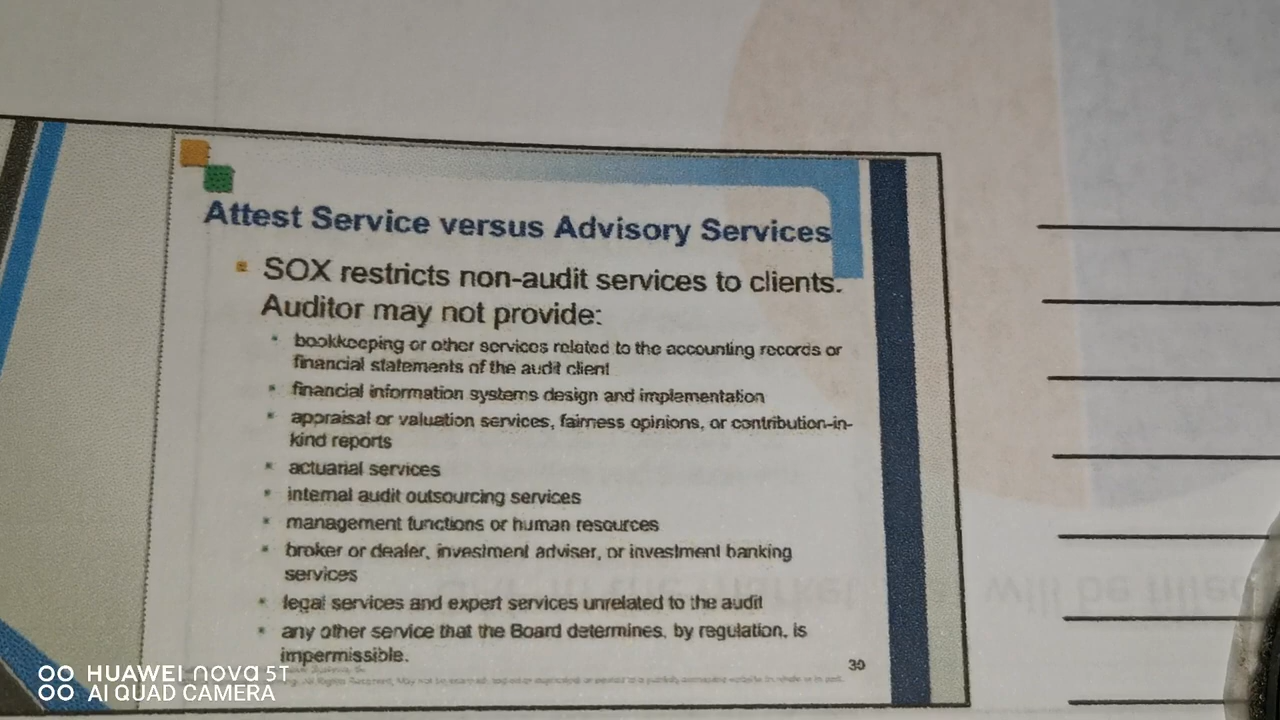 Attest Service versus Advisory Services
SOX restricts non-audit services to clients.
Auditor may not provide:
bookkeeping or other services related to the accounting records or
financial statements of the audit client
financial information systems design and implementation
appraisal or valuation services, fairness opinions, or contribution-in-
kind reports
actuarial services
internal audit outsourcing services
management functions or human resources
broker or dealer, investment adviser, or investment banking
services
legal services and expert services unrelated to the audit
any other service that the Board determines, by regulation, is
impermissible.
30
will be filled
HUAWEI nova 5T
AI QUAD CAMERA